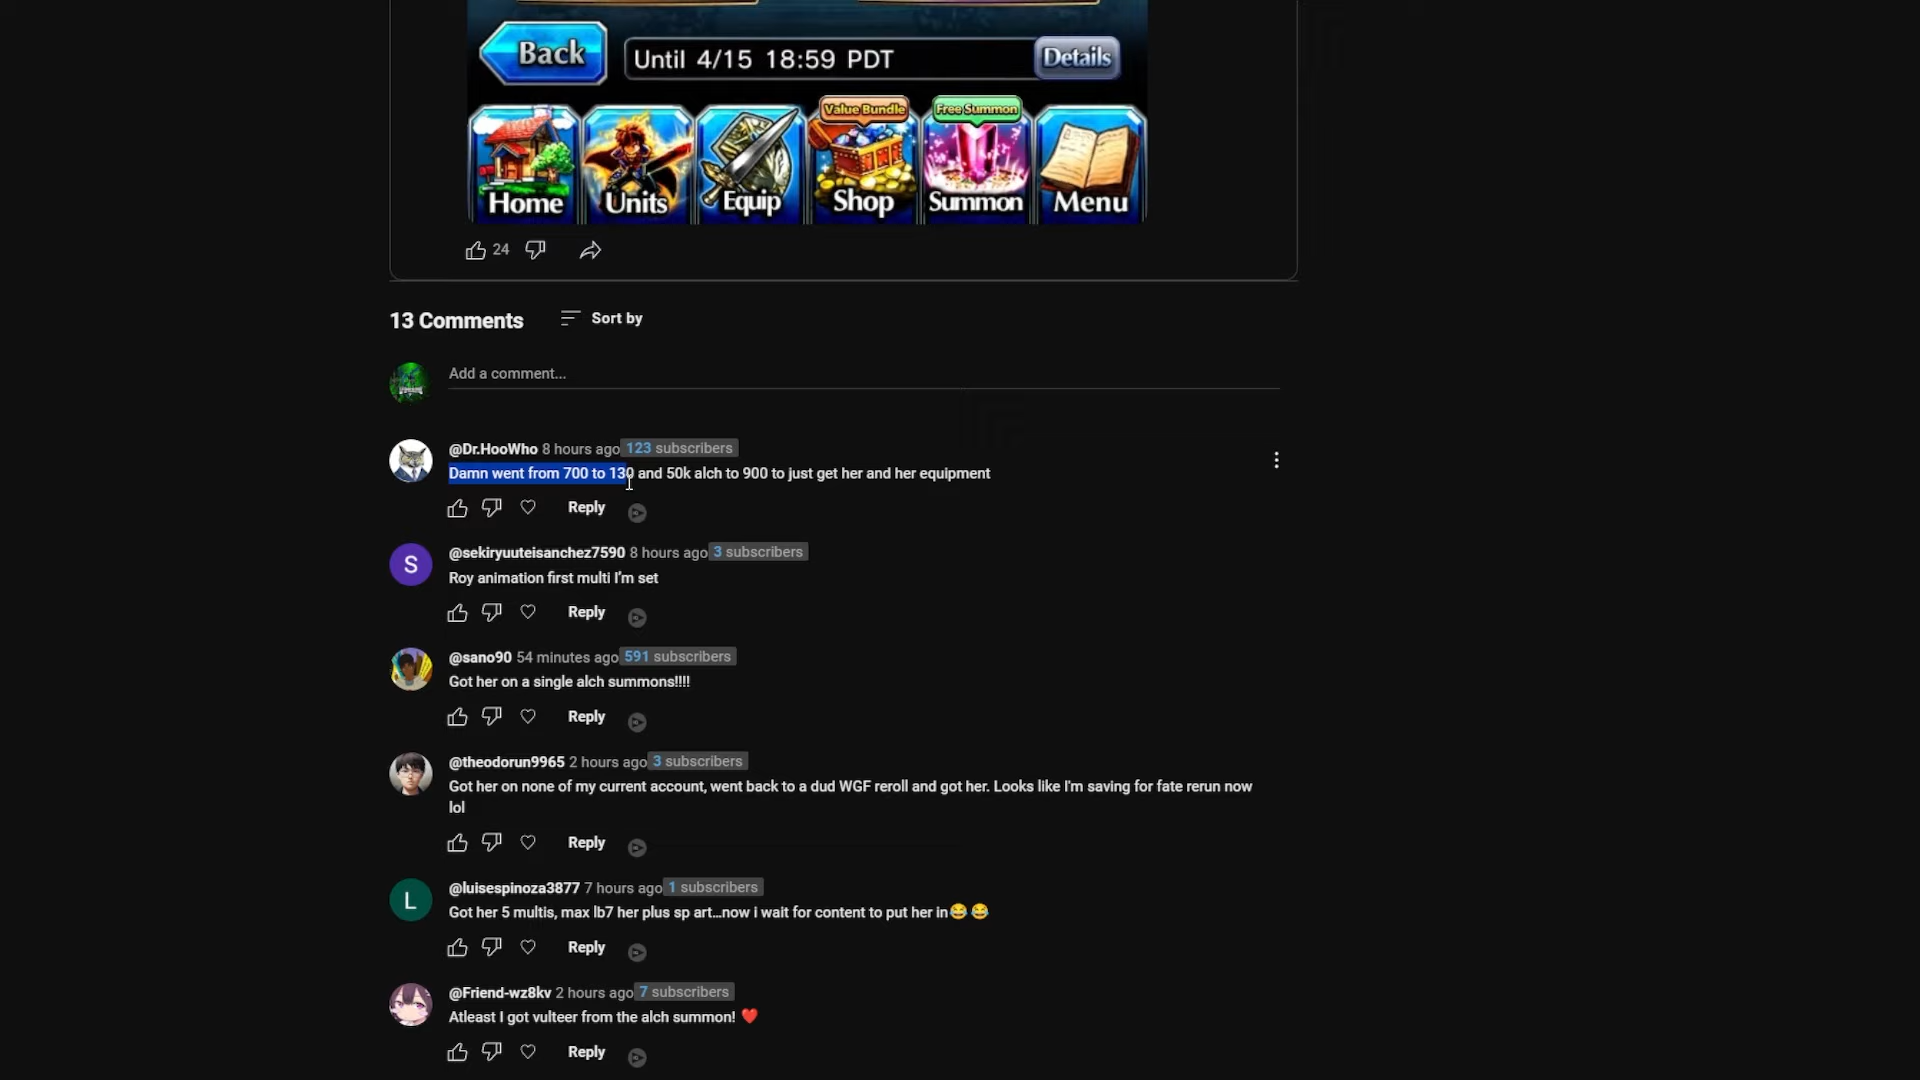 Back
Until 4/15 18:59 PDT
Details
Value Bundle
Free Summon
Home
Units
Equip
Shop
Summon
Menu
24
13 Comments
Sort by
Add a comment...
@Dr.HooWho 8 hours ago 123 subscribers
Damn went from 700 to 130 and 50k alch to 900 to just get her and her equipment
Reply
S
@sekiryuuteisanchez7590 8 hours ago 3 subscribers
Roy animation first multi I'm set
Reply
@sano90 54 minutes ago 591 subscribers
Got her on a single alch summons!!!!
Reply
@theodorun9965 2 hours ago 3 subscribers
Got her on none of my current account, went back to a dud WGF reroll and got her. Looks like I'm saving for fate rerun now
lol
Reply
L
@luisespinoza3877 7 hours ago 1 subscribers
Got her 5 multis, max lb7 her plus sp art...now i wait for content to put her in😂 😂
Reply
@Friend-wz8kv 2 hours ago 7 subscribers
Atleast I got vulteer from the alch summon! ❤️
Reply